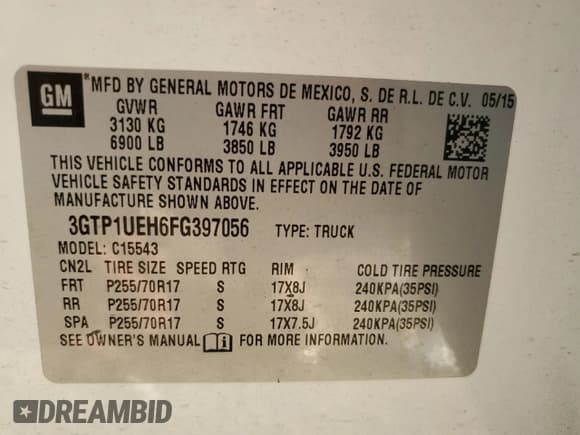 GM
*MFD BY GENERAL MOTORS DE MEXICO, S. DE R.L. DE C.V. 05/15
GVWR GAWR FRT GAWR RR
3130 KG 1746 KG 1792 KG
6900 LB 3850 LB 3950 LB
THIS VEHICLE CONFORMS TO ALL APPLICABLE U.S. FEDERAL MOTOR
VEHICLE SAFETY STANDARDS IN EFFECT ON THE DATE OF
MANUFACTURE SHOWN ABOVE.
3GTP1UEH6FG397056 TYPE: TRUCK
MODEL: C15543
CN2L TIRE SIZE SPEED RTG RIM COLD TIRE PRESSURE
FRT P255/70R17 S 17X8J 240KPA(35PSI)
RR P255/70R17 S 17X8J 240KPA(35PSI)
SPA P255/70R17 S 17X7.5J 240KPA(35PSI)
SEE OWNER'S MANUAL i FOR MORE INFORMATION.
DREAMBID